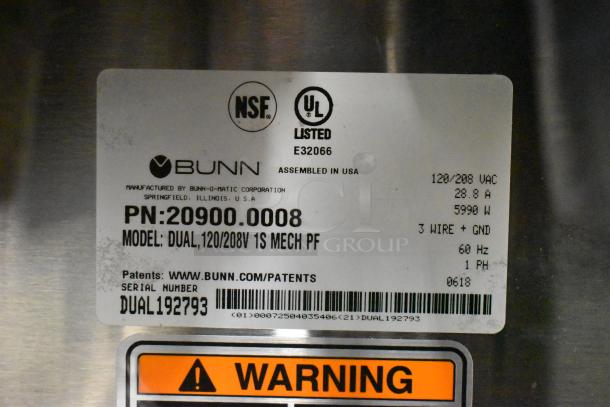 NSF®
UL
LISTED
E32066
BUNN®
ASSEMBLED IN USA
MANUFACTURED BY BUNN-O-MATIC CORPORATION
SPRINGFIELD, ILLINOIS, U.S.A
PN:20900.0008
MODEL: DUAL,120/208V 1S MECH PF
120/208 VAC
28.8 A
5990 W
3 WIRE + GND
60 Hz
1 PH
0618
Patents: WWW.BUNN.COM/PATENTS
SERIAL NUMBER
DUAL192793
(01)00072504035406(21)DUAL192793
GROUP
WARNING